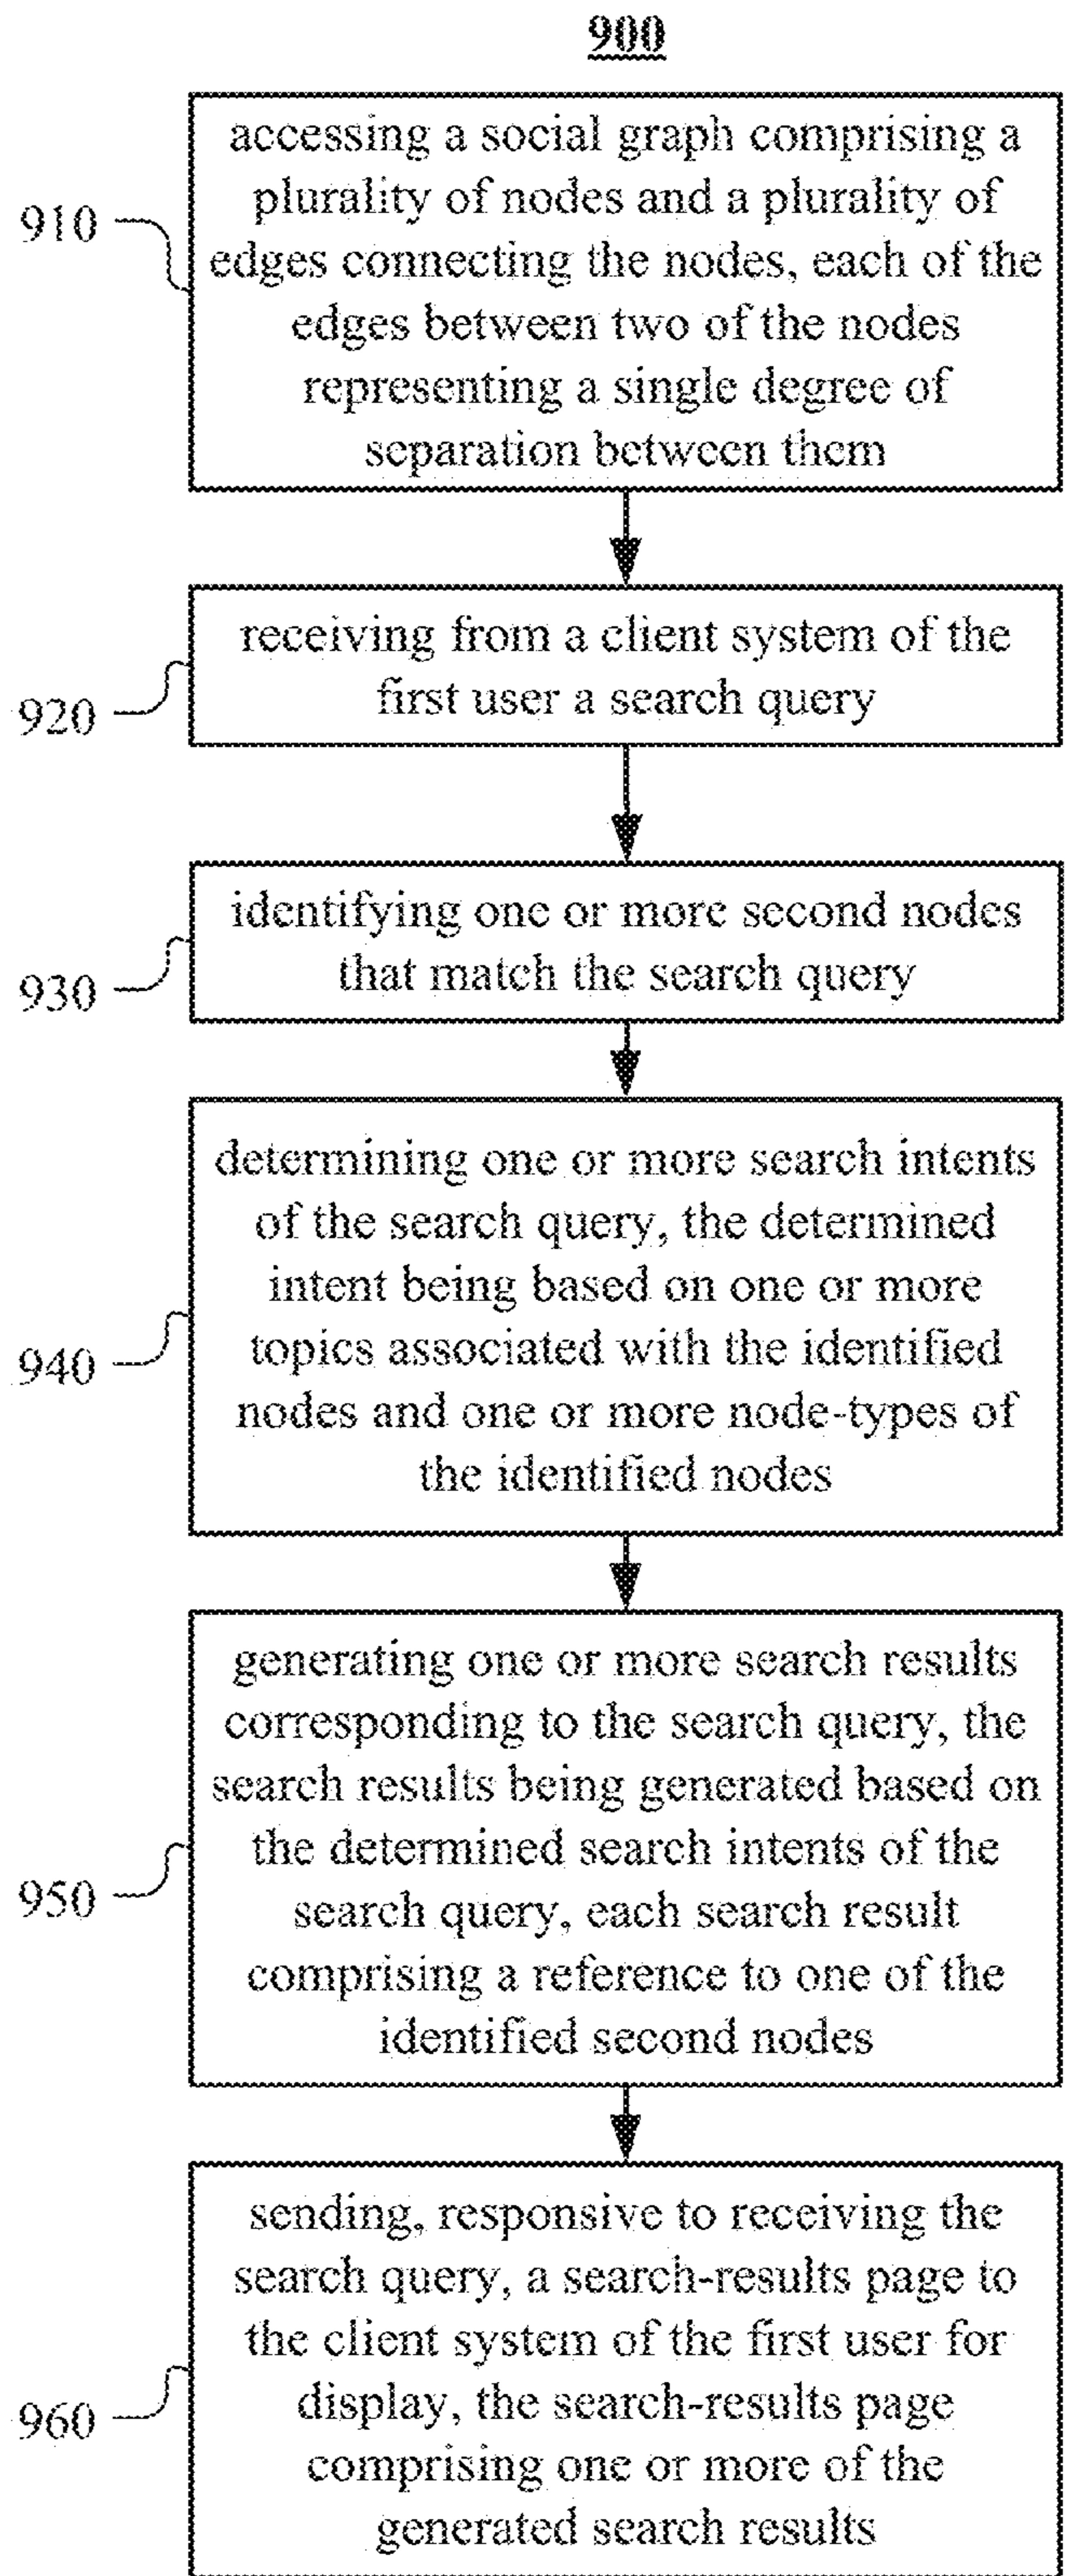 900
910
accessing a social graph comprising a
plurality of nodes and a plurality of
edges connecting the nodes, each of the
edges between two of the nodes
representing a single degree of
separation between them
920
receiving from a client system of the
first user a search query
930
identifying one or more second nodes
that match the search query
940
determining one or more search intents
of the search query, the determined
intent being based on one or more
topics associated with the identified
nodes and one or more node-types of
the identified nodes
950
generating one or more search results
corresponding to the search query, the
search results being generated based on
the determined search intents of the
search query, each search result
comprising a reference to one of the
identified second nodes
960
sending, responsive to receiving the
search query, a search-results page to
the client system of the first user for
display, the search-results page
comprising one or more of the
generated search results